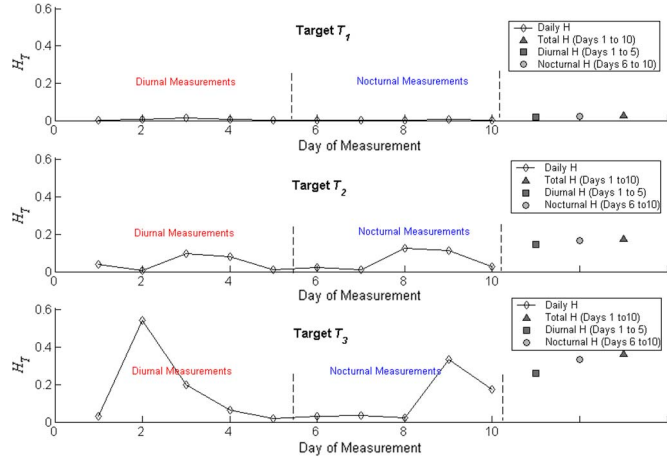 0.6
0.4
0.2
0
H_T
Target T_1
Diurnal Measurements
Nocturnal Measurements
Daily H
Total H (Days 1 to 10)
Diurnal H (Days 1 to 5)
Nocturnal H (Days 6 to 10)
0 2 4 6 8 10
Day of Measurement
0.6
0.4
0.2
0
H_T
Target T_2
Diurnal Measurements
Nocturnal Measurements
Daily H
Total H (Days 1 to10)
Diurnal H (Days 1 to 5)
Nocturnal H (Days 6 to10)
0 2 4 6 8 10
Day of Measurement
0.6
0.4
0.2
0
H_T
Target T_3
Diurnal Measurements
Nocturnal Measurements
Daily H
Total H (Days 1 to10)
Diurnal H (Days 1 to 5)
Nocturnal H (Days 6 to10)
0 2 4 6 8 10
Day of Measurement